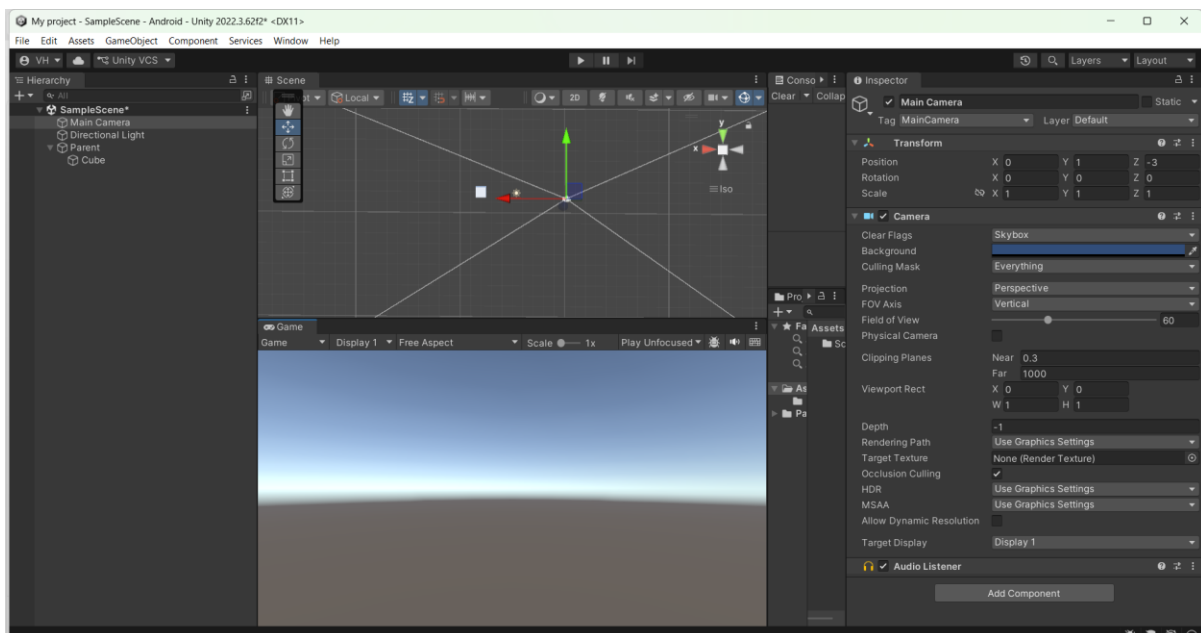 My project - SampleScene - Android - Unity 2022.3.62f2* <DX11>
File Edit Assets GameObject Component Services Window Help
VH Unity VCS Layers Layout
Hierarchy
All
SampleScene*
Main Camera
Directional Light
Parent
Cube
Scene
ot Local 2D
y
x
Iso
Game
Game Display 1 Free Aspect Scale 1x Play Unfocused
Conso
Clear Collap
Pro
Fa
As
Pa
Assets
Sc
Inspector
Main Camera Static
Tag MainCamera Layer Default
Transform
Position X 0 Y 1 Z -3
Rotation X 0 Y 0 Z 0
Scale X 1 Y 1 Z 1
Camera
Clear Flags Skybox
Background
Culling Mask Everything
Projection Perspective
FOV Axis Vertical
Field of View 60
Physical Camera
Clipping Planes Near 0.3
Far 1000
Viewport Rect X 0 Y 0
W 1 H 1
Depth -1
Rendering Path Use Graphics Settings
Target Texture None (Render Texture)
Occlusion Culling
HDR Use Graphics Settings
MSAA Use Graphics Settings
Allow Dynamic Resolution
Target Display Display 1
Audio Listener
Add Component